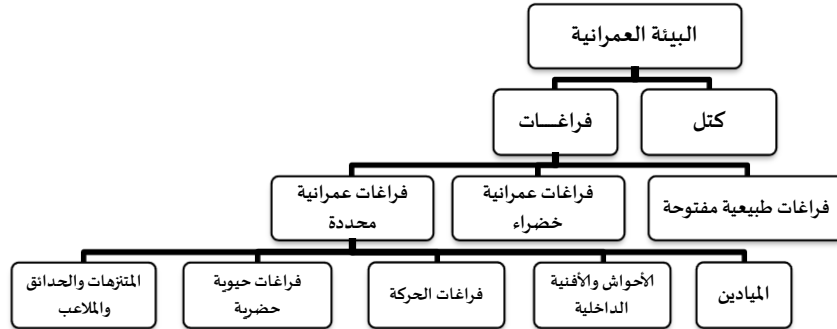 البيئة العمرانية
كتل
فراغـــات
فراغات طبيعية مفتوحة
فراغات عمرانية
خضراء
فراغات عمرانية
محددة
الميادين
الأحواش والأفنية
الداخلية
فراغات الحركة
فراغات حيوية
حضرية
المتنزهات والحدائق
والملاعب